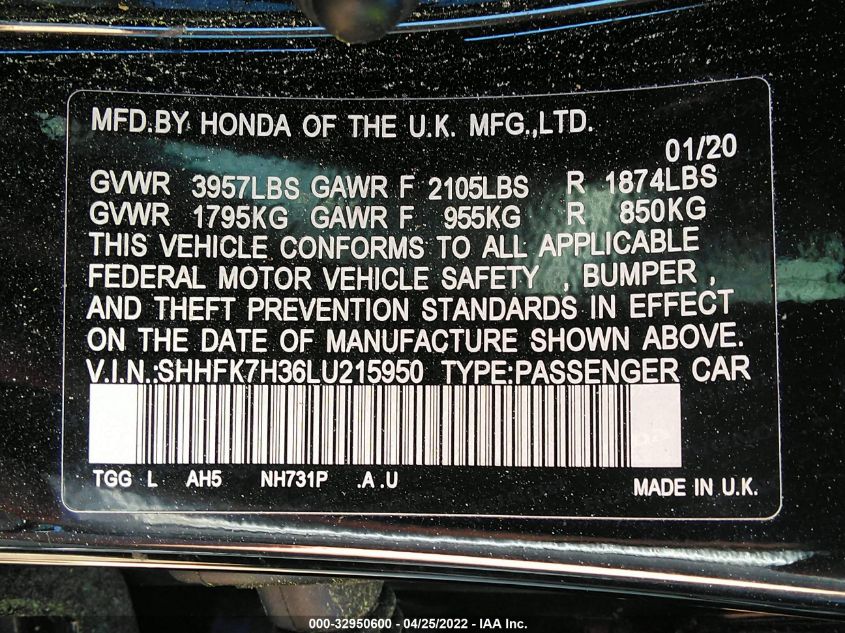 MFD.BY HONDA OF THE U.K. MFG.,LTD.
01/20
GVWR 3957LBS GAWR F 2105LBS R 1874LBS
GVWR 1795KG GAWR F 955KG R 850KG
THIS VEHICLE CONFORMS TO ALL APPLICABLE
FEDERAL MOTOR VEHICLE SAFETY , BUMPER ,
AND THEFT PREVENTION STANDARDS IN EFFECT
ON THE DATE OF MANUFACTURE SHOWN ABOVE.
V.I.N.:SHHFK7H36LU215950 TYPE:PASSENGER CAR
TGG L AH5 NH731P .A .U
MADE IN U.K.
000-32950600 - 04/25/2022 - IAA Inc.